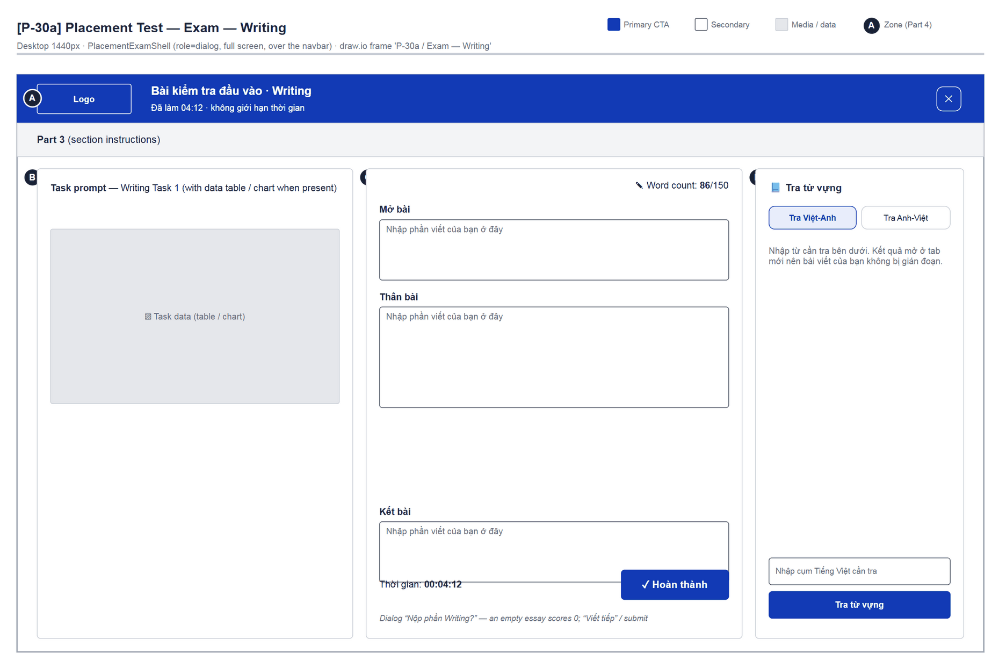 [P-30a] Placement Test — Exam — Writing
Primary CTA
Secondary
Media / data
A Zone (Part 4)
Desktop 1440px · PlacementExamShell (role=dialog, full screen, over the navbar) · draw.io frame 'P-30a / Exam — Writing'
A
Logo
Bài kiểm tra đầu vào · Writing
Đã làm 04:12 · không giới hạn thời gian
Part 3 (section instructions)
B
Task prompt — Writing Task 1 (with data table / chart when present)
Task data (table / chart)
Word count: 86/150
Mở bài
Nhập phần viết của bạn ở đây
Thân bài
Nhập phần viết của bạn ở đây
Kết bài
Nhập phần viết của bạn ở đây
Thời gian: 00:04:12
✓ Hoàn thành
Dialog “Nộp phần Writing?” — an empty essay scores 0; “Viết tiếp” / submit
Tra từ vựng
Tra Việt-Anh
Tra Anh-Việt
Nhập từ cần tra bên dưới. Kết quả mở ở tab
mới nên bài viết của bạn không bị gián đoạn.
Nhập cụm Tiếng Việt cần tra
Tra từ vựng